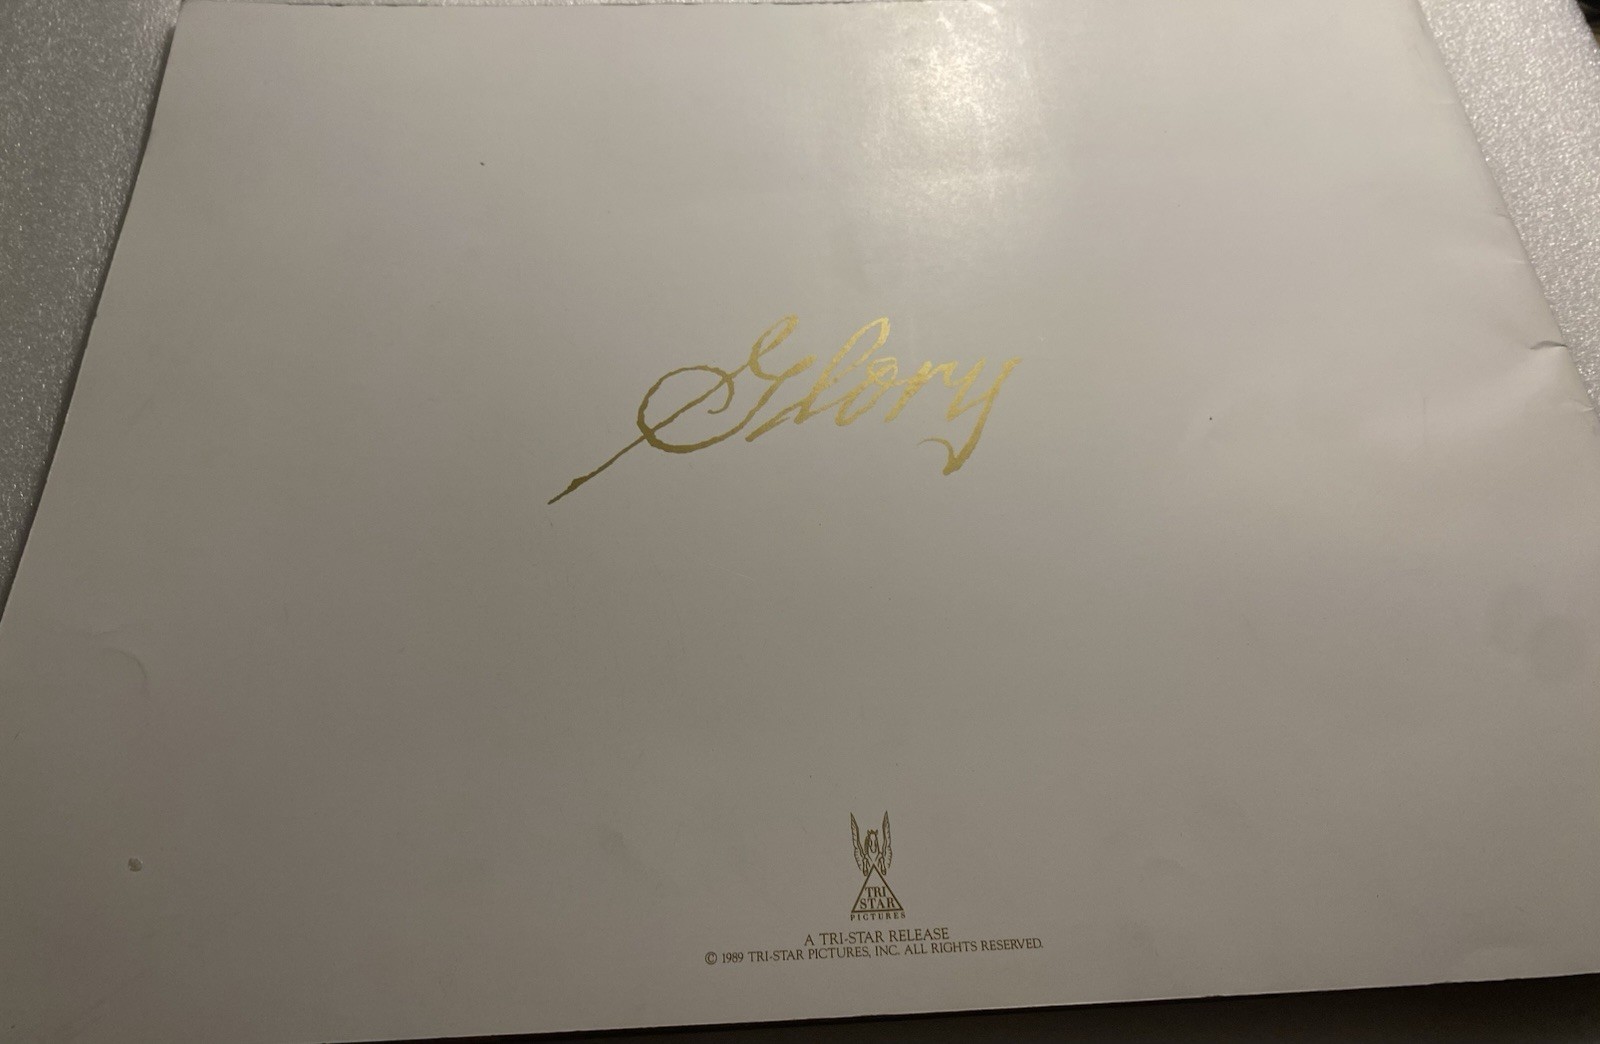 Glory
TRI
STAR
PICTURES
A TRI-STAR RELEASE
© 1989 TRI-STAR PICTURES, INC. ALL RIGHTS RESERVED.